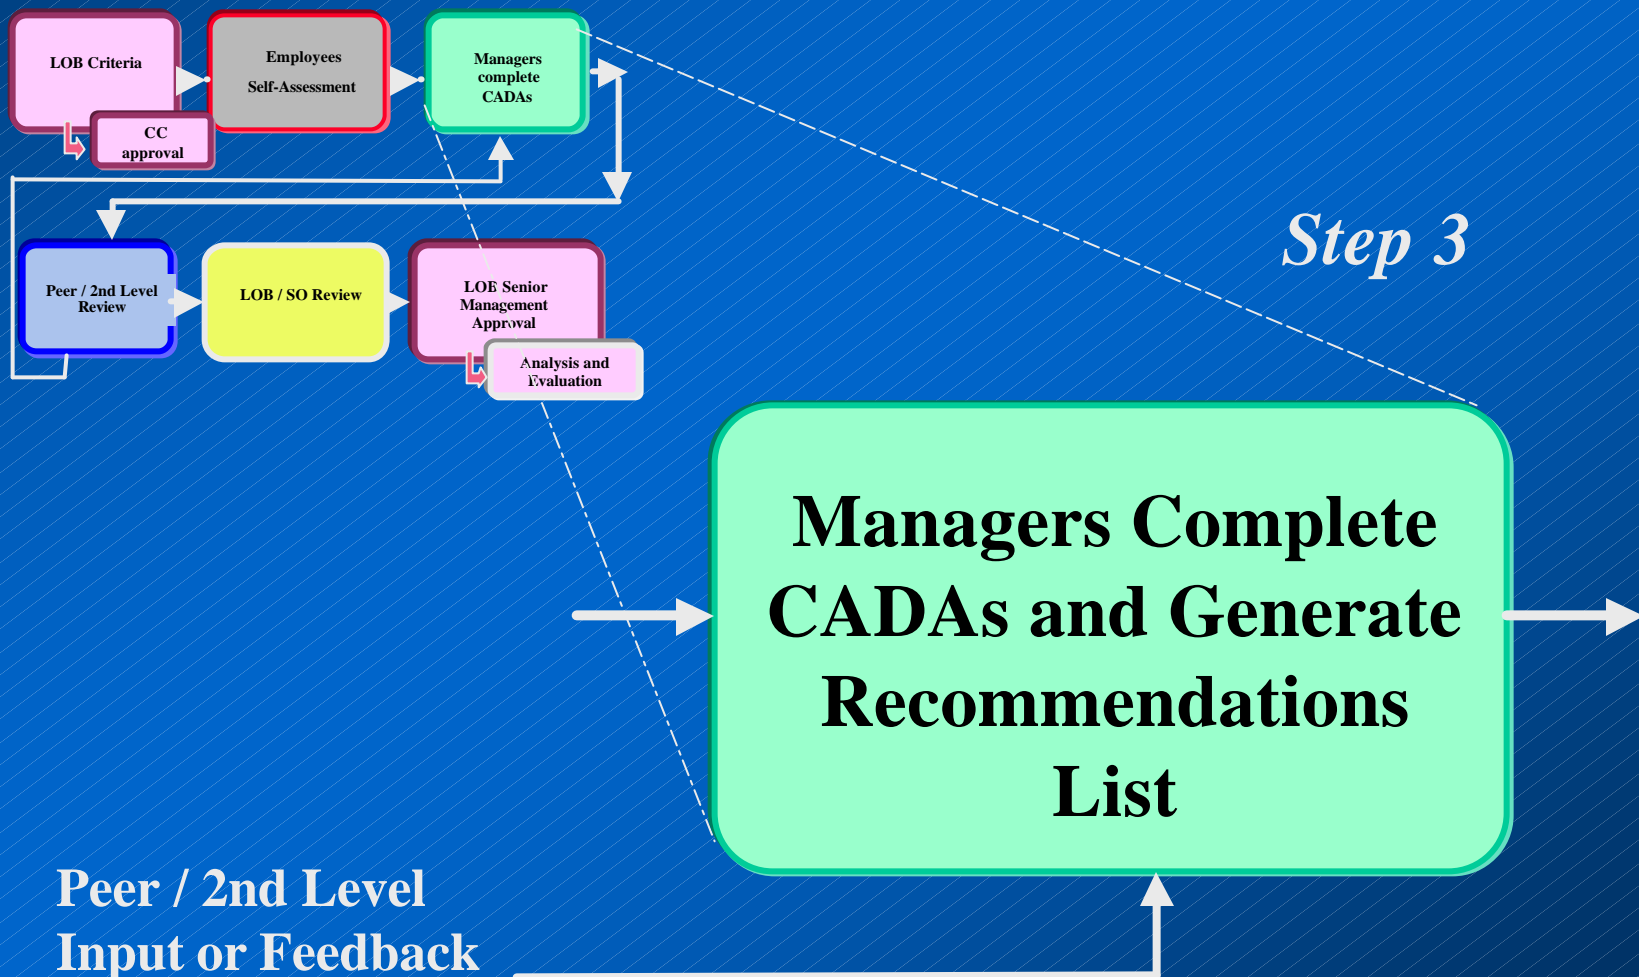 LOB Criteria
CC
approval
Employees
Self-Assessment
Managers
complete
CADAs
Peer / 2nd Level
Review
LOB / SO Review
LOB Senior
Management
Approval
Analysis and
Evaluation
Step 3
Managers Complete
CADAs and Generate
Recommendations
List
Peer / 2nd Level
Input or Feedback